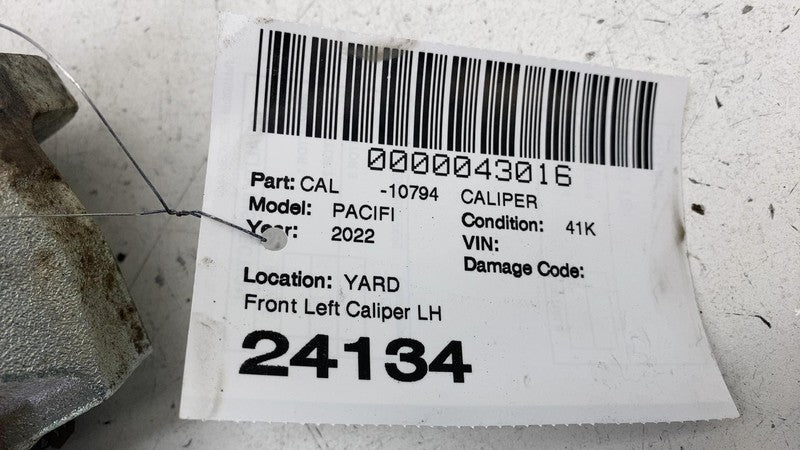 0000043016
Part: CAL -10794 CALIPER
Model: PACIFI Condition: 41K
Year: 2022 VIN:
Damage Code:
Location: YARD
Front Left Caliper LH
24134